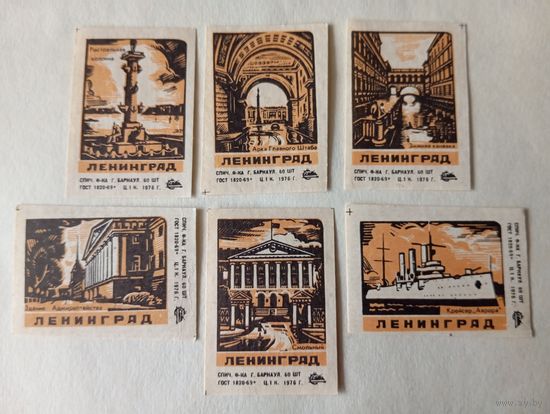 Ростральная
колонна
ЛЕНИНГРАД
СПИЧ. Ф-КА Г. БАРНАУЛ. 60 ШТ
ГОСТ 1820-69* Ц. 1 К. 1976 Г.
Арка Главного Штаба
ЛЕНИНГРАД
СПИЧ. Ф-КА Г. БАРНАУЛ. 60 ШТ
ГОСТ 1820-69* Ц. 1 К. 1976 Г.
Зимняя канавка
ЛЕНИНГРАД
СПИЧ. Ф-КА Г. БАРНАУЛ. 60 ШТ
ГОСТ 1820-69* Ц. 1 К. 1976 Г.
Здание Адмиралтейства
ЛЕНИНГРАД
СПИЧ. Ф-КА Г. БАРНАУЛ 60 ШТ
ГОСТ 1820-69* Ц. 1 К. 1976 Г.
Смольный
ЛЕНИНГРАД
СПИЧ. Ф-КА Г. БАРНАУЛ. 60 ШТ
ГОСТ 1820-69* Ц. 1 К. 1976 Г.
Крейсер „Аврора"
ЛЕНИНГРАД
СПИЧ. Ф-КА Г. БАРНАУЛ 60 ШТ
ГОСТ 1820-69* Ц. 1 К. 1976 Г.